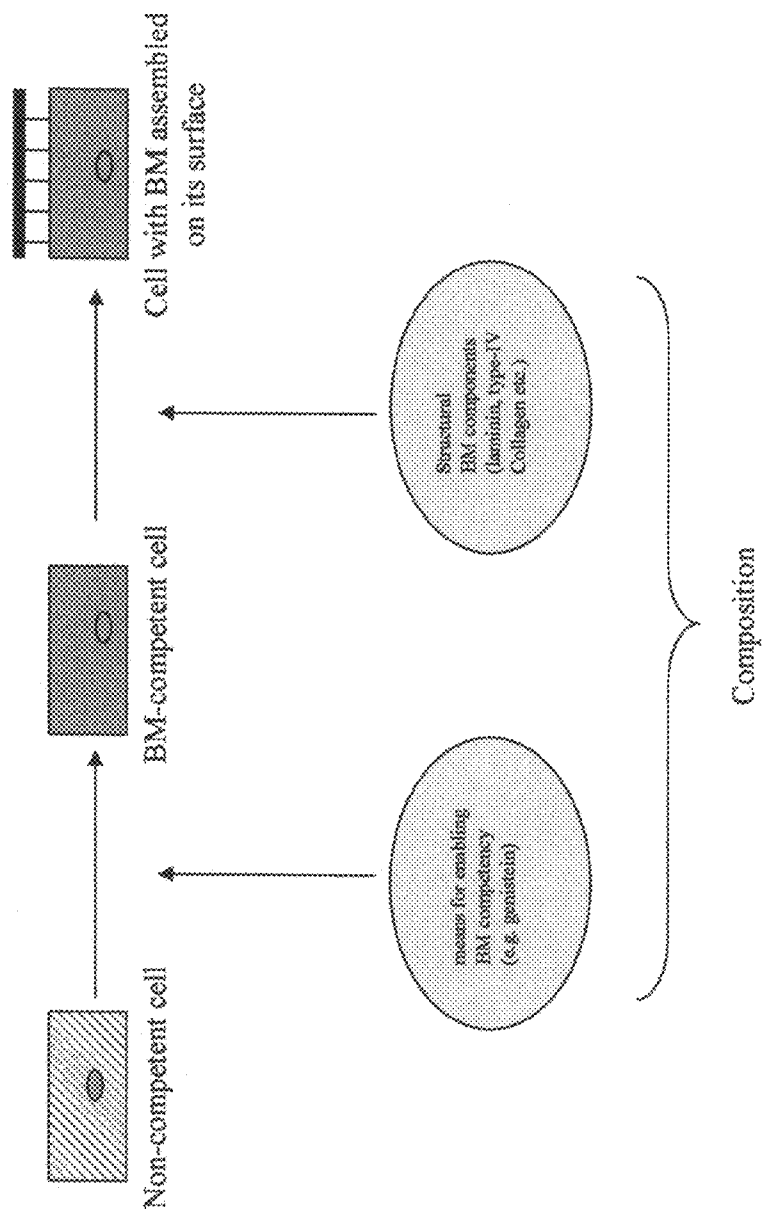 Non-competent cell
BM-competent cell
Cell with BM assembled
on its surface
means for enabling
BM competency
(e.g. genistein)
Structural
BM components
(laminin, type-IV
Collagen etc.)
Composition